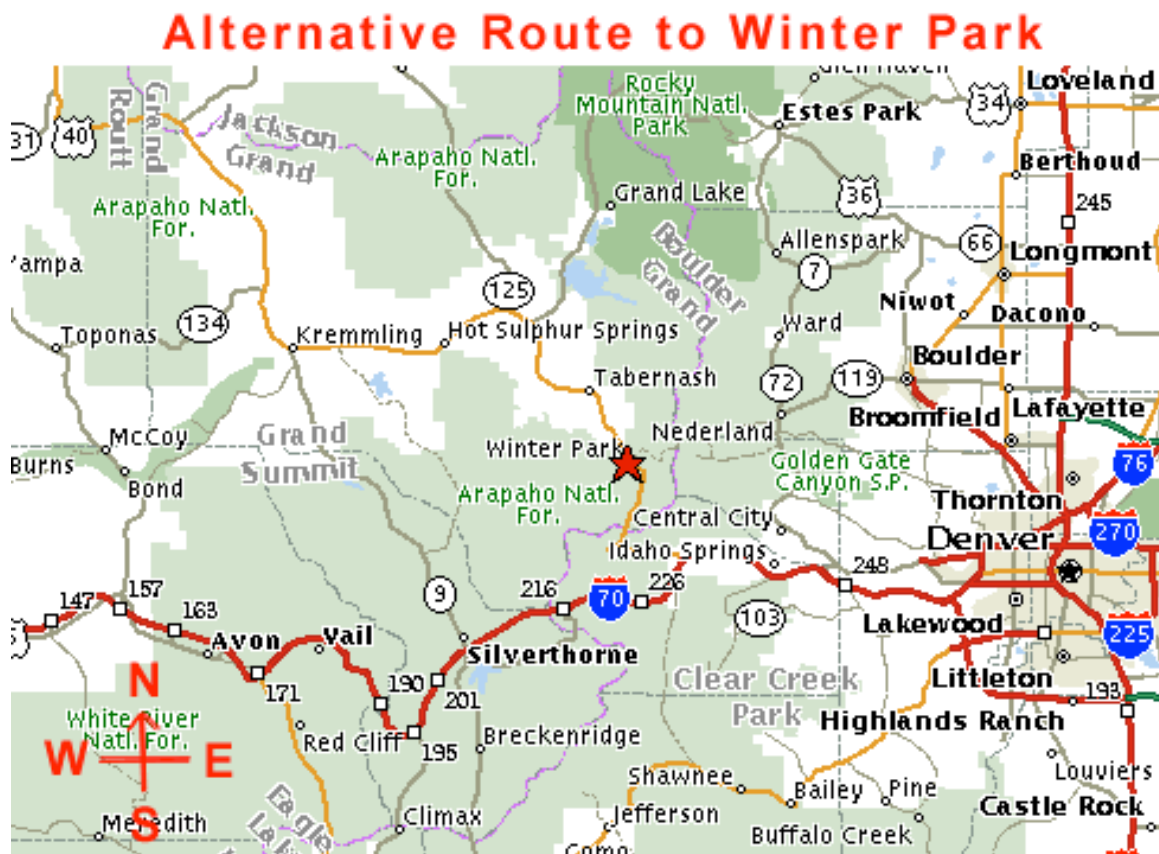 Alternative Route to Winter Park
Rocky
Mountain Natl.
Park
Glen Haven
Loveland
34
40
Grand
Routt
Jackson
Grand
Estes Park
Arapaho Natl.
For.
Berthoud
36
Grand Lake
Arapaho Natl.
For.
245
Boulder
Grand
Allenspark
66
Longmont
7
125
Niwot
Dacono
134
Toponas
Kremmling
Hot Sulphur Springs
Ward
Boulder
Tabernash
72
119
Broomfield
Lafayette
McCoy
Grand
Summit
Winter Park
Nederland
Burns
Golden Gate
Canyon S.P.
76
Bond
Arapaho Natl.
For.
Thornton
Central City
Denver
270
Idaho Springs
248
157
147
163
9
216
70
226
103
Avon
Vail
Silverthorne
Lakewood
225
171
190
201
Clear Creek
Park
Littleton
193
N
W
E
S
White River
Natl. For.
Red Cliff
195
Breckenridge
Highlands Ranch
Louviers
Shawnee
Bailey
Pine
Castle Rock
Meredith
Eagle
Climax
Jefferson
Buffalo Creek
Como